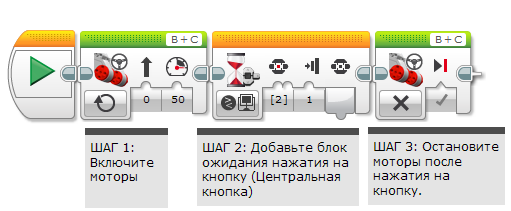 B+C
B+C
0 50 [2] 1
ШАГ 1:
Включите
моторы
ШАГ 2: Добавьте блок
ожидания нажатия на
кнопку (Центральная
кнопка)
ШАГ 3: Остановите
моторы после
нажатия на
кнопку.